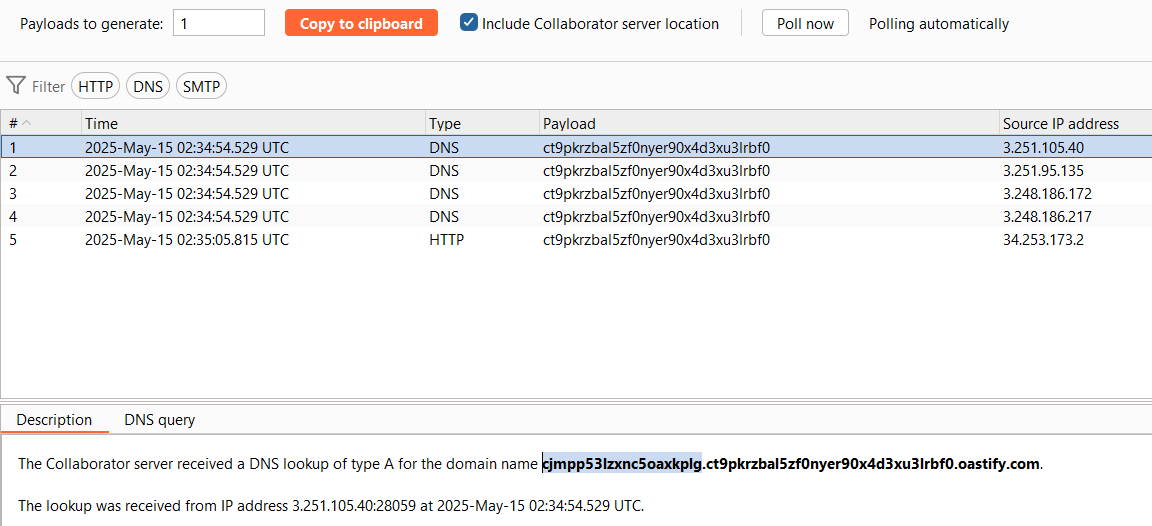 Payloads to generate: 1 Copy to clipboard Include Collaborator server location Poll now Polling automatically
Filter HTTP DNS SMTP
# Time Type Payload Source IP address
1 2025-May-15 02:34:54.529 UTC DNS ct9pkrzbal5zf0nyer90x4d3xu3lrbf0 3.251.105.40
2 2025-May-15 02:34:54.529 UTC DNS ct9pkrzbal5zf0nyer90x4d3xu3lrbf0 3.251.95.135
3 2025-May-15 02:34:54.529 UTC DNS ct9pkrzbal5zf0nyer90x4d3xu3lrbf0 3.248.186.172
4 2025-May-15 02:34:54.529 UTC DNS ct9pkrzbal5zf0nyer90x4d3xu3lrbf0 3.248.186.217
5 2025-May-15 02:35:05.815 UTC HTTP ct9pkrzbal5zf0nyer90x4d3xu3lrbf0 34.253.173.2
Description DNS query
The Collaborator server received a DNS lookup of type A for the domain name cjmpp53lzxnc5oaxkplg.ct9pkrzbal5zf0nyer90x4d3xu3lrbf0.oastify.com.
The lookup was received from IP address 3.251.105.40:28059 at 2025-May-15 02:34:54.529 UTC.